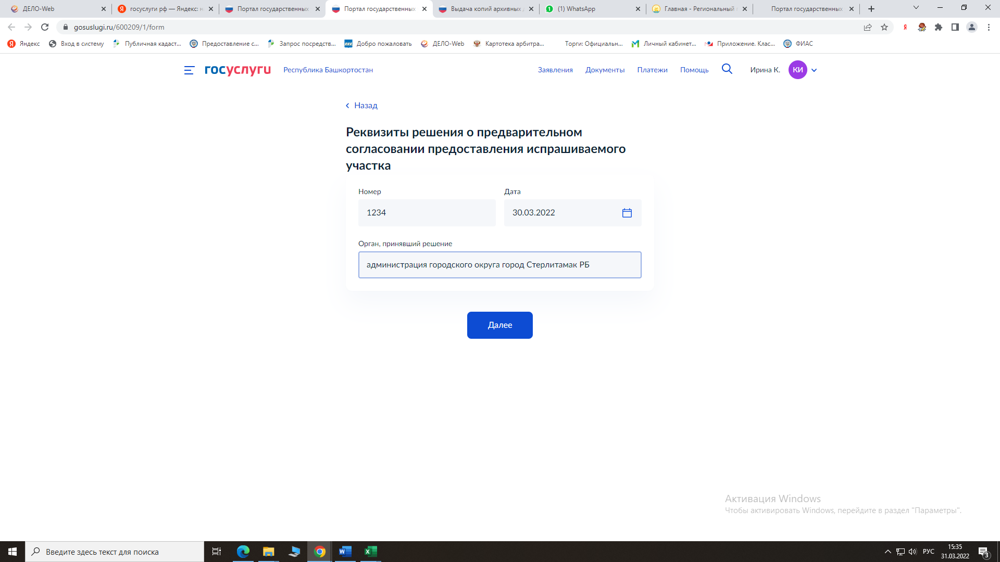 ДЕЛО-Web
госуслуги рф — Яндекс: н
Портал государственных
Портал государственных
Выдача копий архивных
(1) WhatsApp
Главная - Региональный
Портал государственных
gosuslugi.ru/600209/1/form
Яндекс
Вход в систему
Публичная кадаст...
Предоставление с...
Запрос посредств...
Добро пожаловать
ДЕЛО-Web
Картотека арбитра...
Торги: Официальн...
Личный кабинет...
Приложение. Клас...
ФИАС
госуслуги
Республика Башкортостан
Заявления
Документы
Платежи
Помощь
Ирина К.
КИ
Назад
Реквизиты решения о предварительном
согласовании предоставления испрашиваемого
участка
Номер
Дата
1234
30.03.2022
Орган, принявший решение
администрация городского округа город Стерлитамак РБ
Далее
Активация Windows
Чтобы активировать Windows, перейдите в раздел "Параметры".
Введите здесь текст для поиска
РУС
15:35
31.03.2022
3